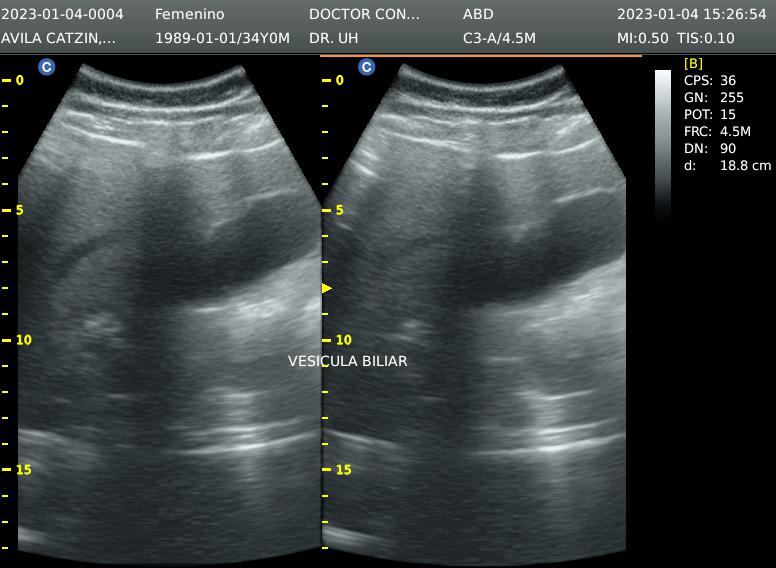 2023-01-04-0004 Femenino DOCTOR CON... ABD 2023-01-04 15:26:54
AVILA CATZIN,... 1989-01-01/34Y0M DR. UH C3-A/4.5M MI:0.50 TIS:0.10
C C
[B]
CPS: 36
GN: 255
POT: 15
FRC: 4.5M
DN: 90
d: 18.8 cm
0 0
5 5
10 10
VESICULA BILIAR
15 15